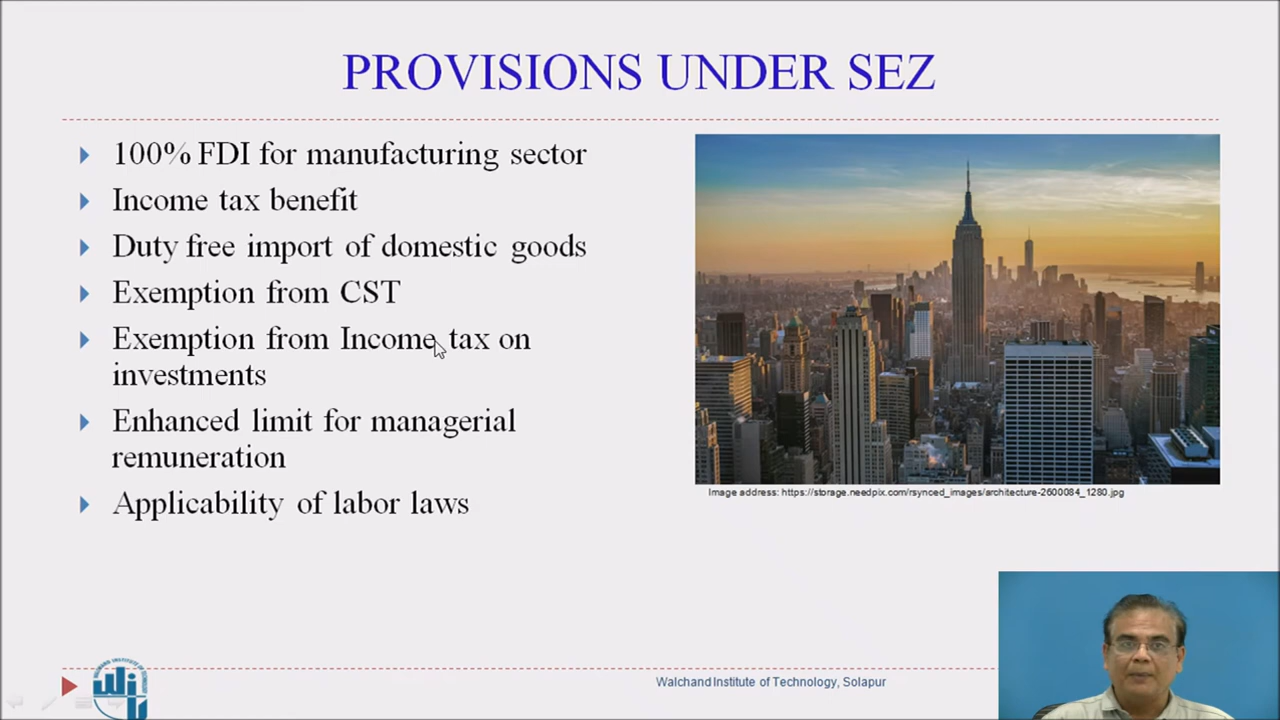 PROVISIONS UNDER SEZ
100% FDI for manufacturing sector
Income tax benefit
Duty free import of domestic goods
Exemption from CST
Exemption from Income tax on
investments
Enhanced limit for managerial
remuneration
Applicability of labor laws
Image address: https://storage.needpix.com/rsynced_images/architecture-2600084_1280.jpg
Walchand Institute of Technology, Solapur